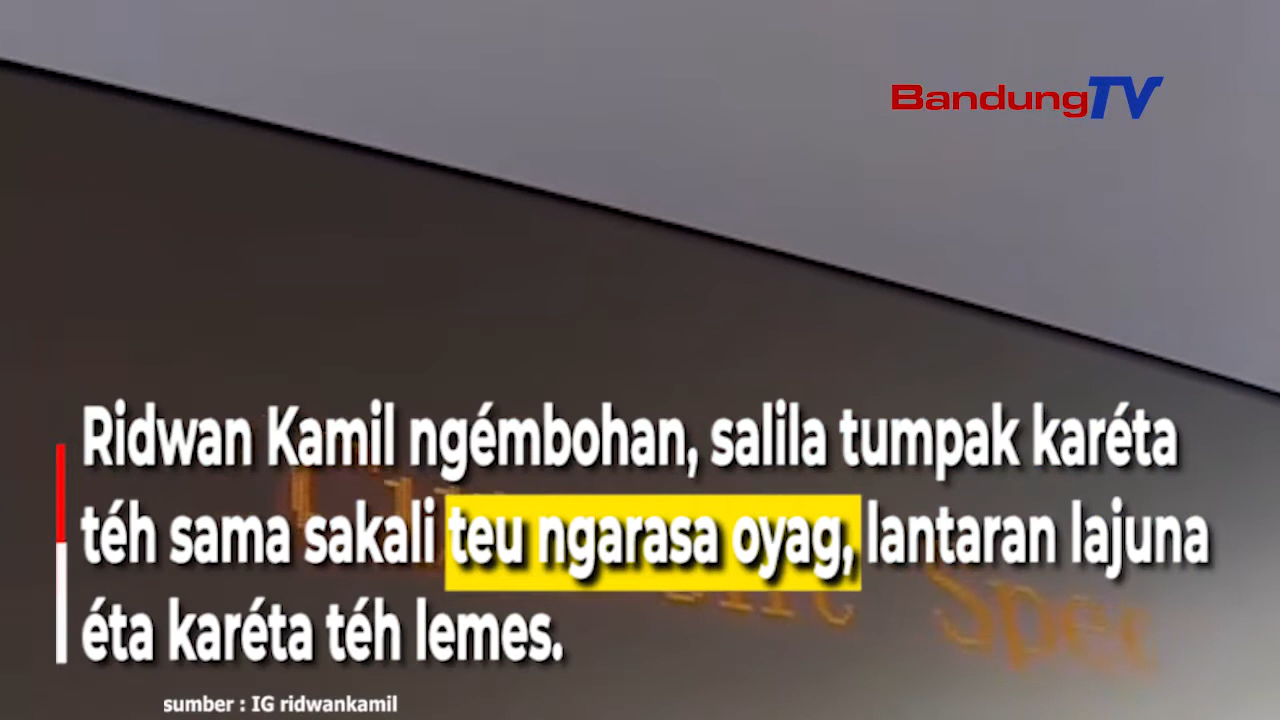 BandungTV
Ridwan Kamil ngémbohan, salila tumpak karéta
téh sama sakali teu ngarasa oyag, lantaran lajuna
éta karéta téh lemes.
sumber : IG ridwankamil